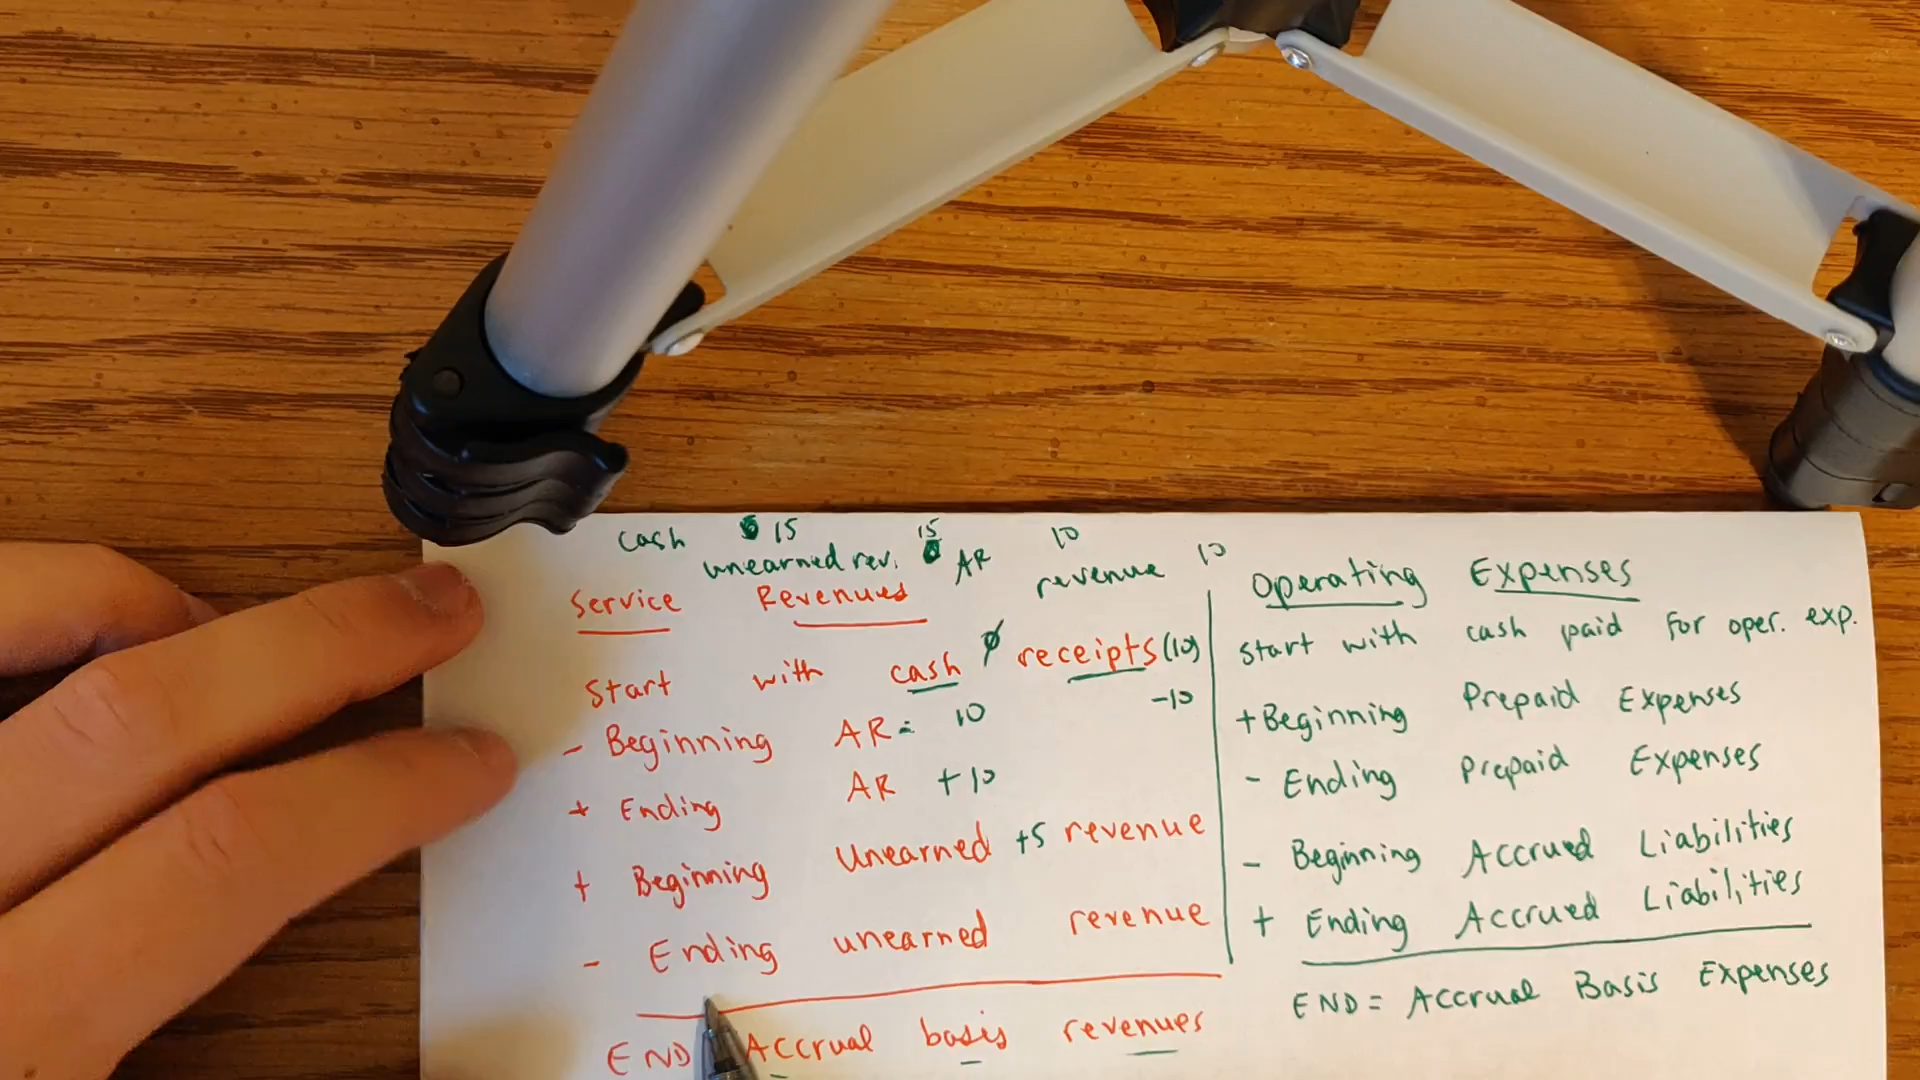 cash 15
unearned rev. 15 AR 10 revenue 10
Service Revenues
Start with cash receipts (10)
- Beginning AR = 10 -10
+ Ending AR +10
+ Beginning Unearned +5 revenue
- Ending unearned revenue
END Accrual basis revenues
Operating Expenses
Start with cash paid for oper. exp.
+ Beginning Prepaid Expenses
- Ending Prepaid Expenses
- Beginning Accrued Liabilities
+ Ending Accrued Liabilities
END = Accrual Basis Expenses